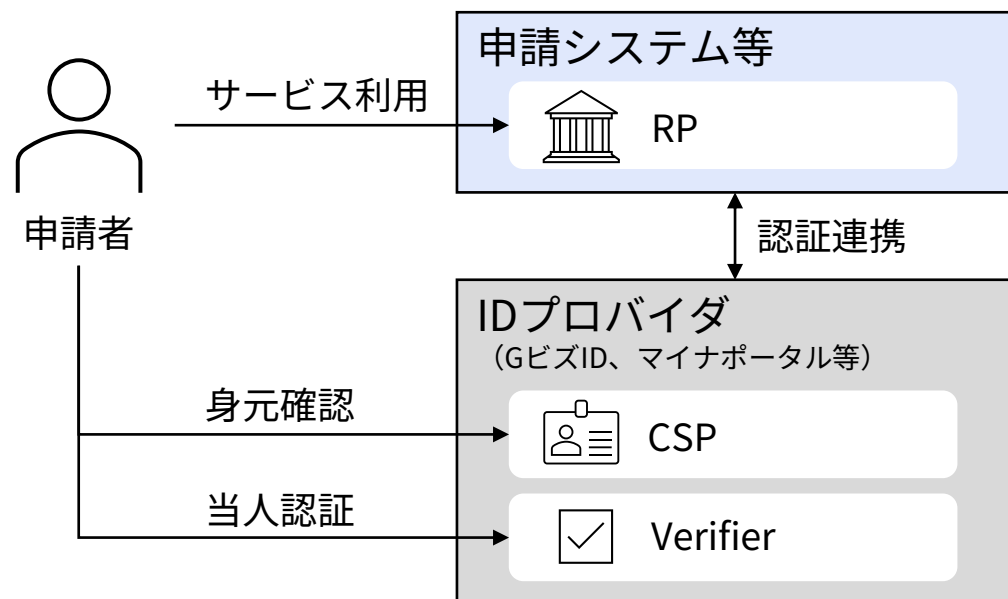 申請システム等
サービス利用
RP
申請者
認証連携
IDプロバイダ
（GビズID、マイナポータル等）
身元確認
CSP
当人認証
Verifier